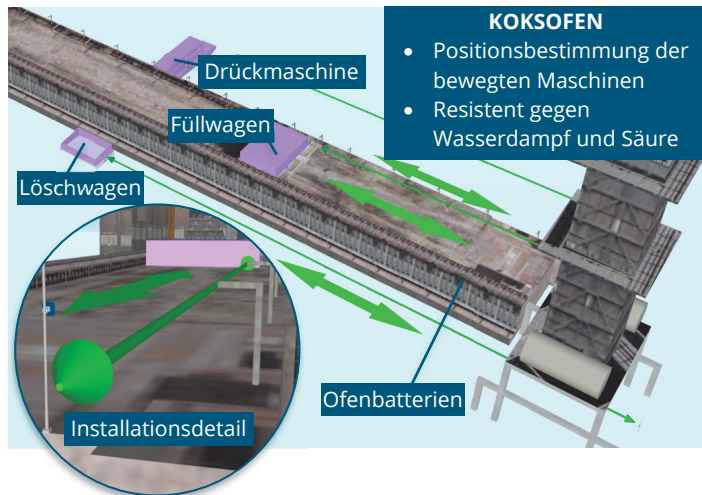 KOKSOFEN
• Positionsbestimmung der
bewegten Maschinen
• Resistent gegen
Wasserdampf und Säure
Drückmaschine
Füllwagen
Löschwagen
Ofenbatterien
Installationsdetail